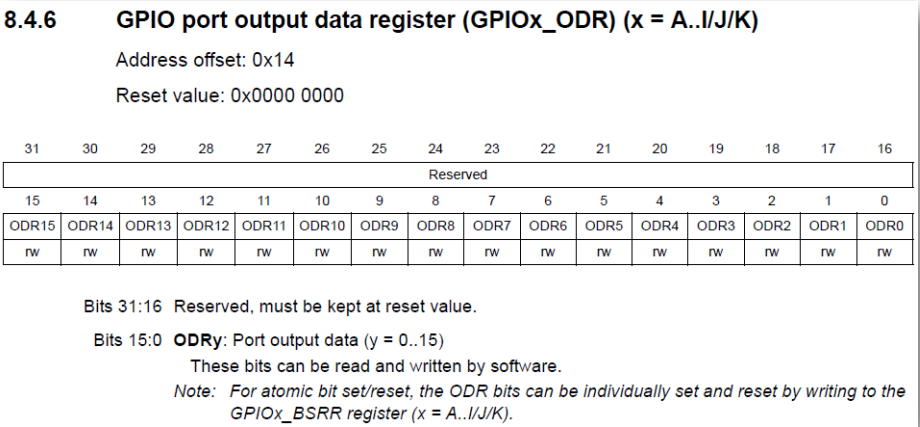 8.4.6 GPIO port output data register (GPIOx_ODR) (x = A..I/J/K)
Address offset: 0x14
Reset value: 0x0000 0000
31 30 29 28 27 26 25 24 23 22 21 20 19 18 17 16
Reserved
15 14 13 12 11 10 9 8 7 6 5 4 3 2 1 0
ODR15 ODR14 ODR13 ODR12 ODR11 ODR10 ODR9 ODR8 ODR7 ODR6 ODR5 ODR4 ODR3 ODR2 ODR1 ODR0
rw rw rw rw rw rw rw rw rw rw rw rw rw rw rw rw
Bits 31:16 Reserved, must be kept at reset value.
Bits 15:0 ODRy: Port output data (y = 0..15)
These bits can be read and written by software.
Note: For atomic bit set/reset, the ODR bits can be individually set and reset by writing to the
GPIOx_BSRR register (x = A..I/J/K).